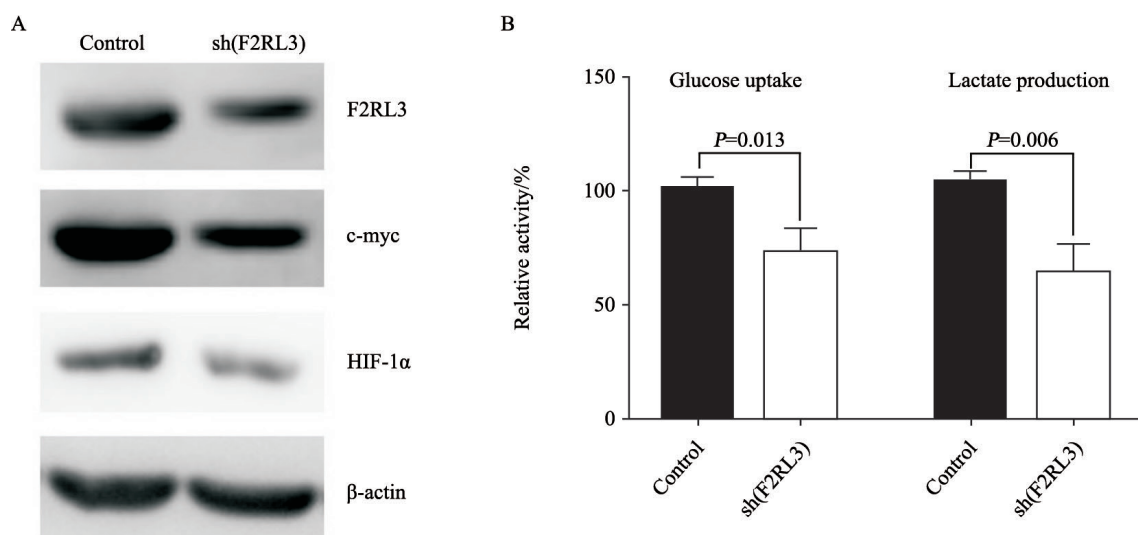 A
Control sh(F2RL3)
F2RL3
c-myc
HIF-1α
β-actin
B
Glucose uptake Lactate production
P=0.013 P=0.006
Relative activity/%
150
100
50
0
Control sh(F2RL3) Control sh(F2RL3)